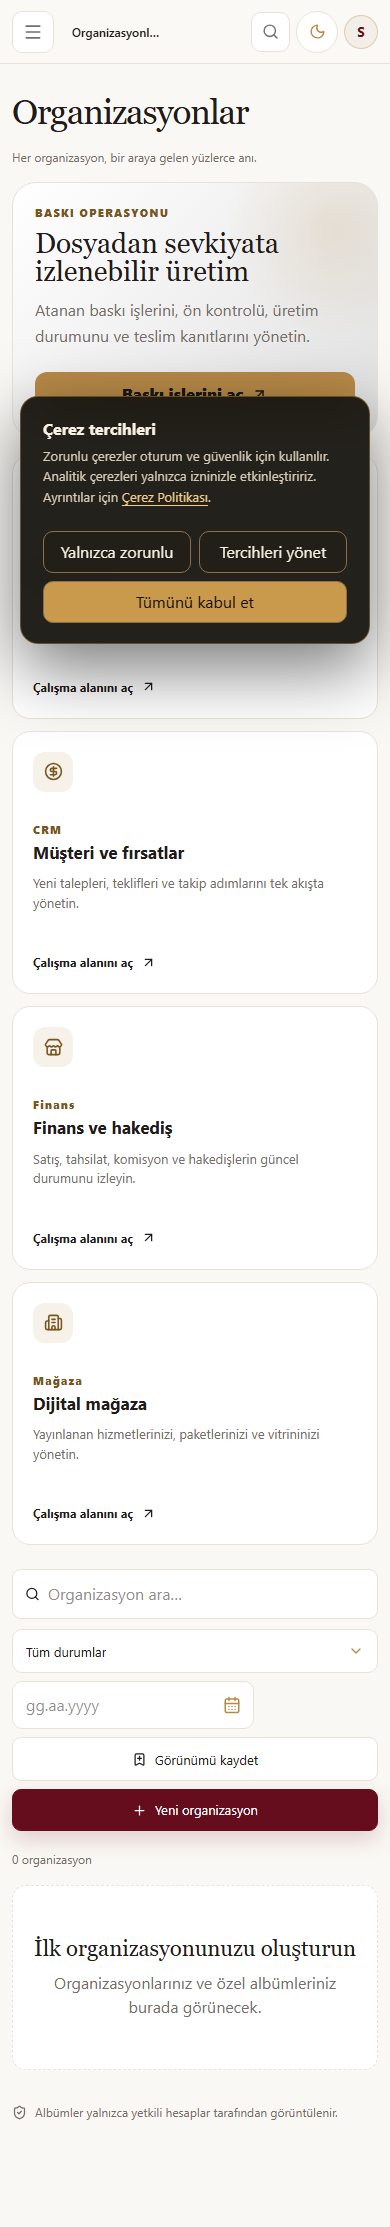 Organizasyonl...
S
Organizasyonlar
Her organizasyon, bir araya gelen yüzlerce anı.
BASKI OPERASYONU
Dosyadan sevkiyata
izlenebilir üretim
Atanan baskı işlerini, ön kontrolü, üretim
durumunu ve teslim kanıtlarını yönetin.
Baskı işlerini aç
Çerez tercihleri
Zorunlu çerezler oturum ve güvenlik için kullanılır.
Analitik çerezleri yalnızca izninizle etkinleştiririz.
Ayrıntılar için Çerez Politikası.
Yalnızca zorunlu
Tercihleri yönet
Tümünü kabul et
Çalışma alanını aç
CRM
Müşteri ve fırsatlar
Yeni talepleri, teklifleri ve takip adımlarını tek akışta
yönetin.
Çalışma alanını aç
Finans
Finans ve hakediş
Satış, tahsilat, komisyon ve hakedişlerin güncel
durumunu izleyin.
Çalışma alanını aç
Mağaza
Dijital mağaza
Yayınlanan hizmetlerinizi, paketlerinizi ve vitrininizi
yönetin.
Çalışma alanını aç
Organizasyon ara...
Tüm durumlar
gg.aa.yyyy
Görünümü kaydet
Yeni organizasyon
0 organizasyon
İlk organizasyonunuzu oluşturun
Organizasyonlarınız ve özel albümleriniz
burada görünecek.
Albümler yalnızca yetkili hesaplar tarafından görüntülenir.